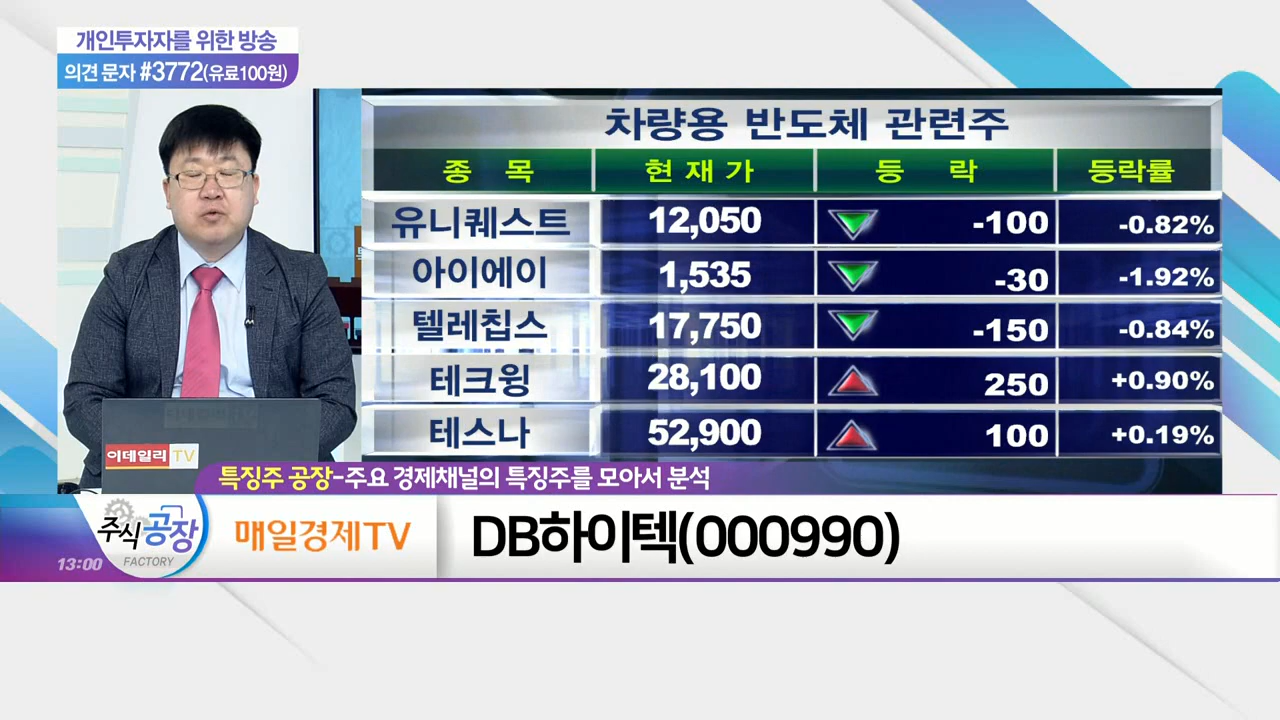 개인투자자를 위한 방송
의견 문자 #3772(유료100원)
차량용 반도체 관련주
종 목 현 재 가 등 락 등락률
유니퀘스트 12,050 -100 -0.82%
아이에이 1,535 -30 -1.92%
텔레칩스 17,750 -150 -0.84%
테크윙 28,100 250 +0.90%
테스나 52,900 100 +0.19%
이데일리 TV
특징주 공장-주요 경제채널의 특징주를 모아서 분석
주식공장
FACTORY
13:00
매일경제TV
DB하이텍(000990)